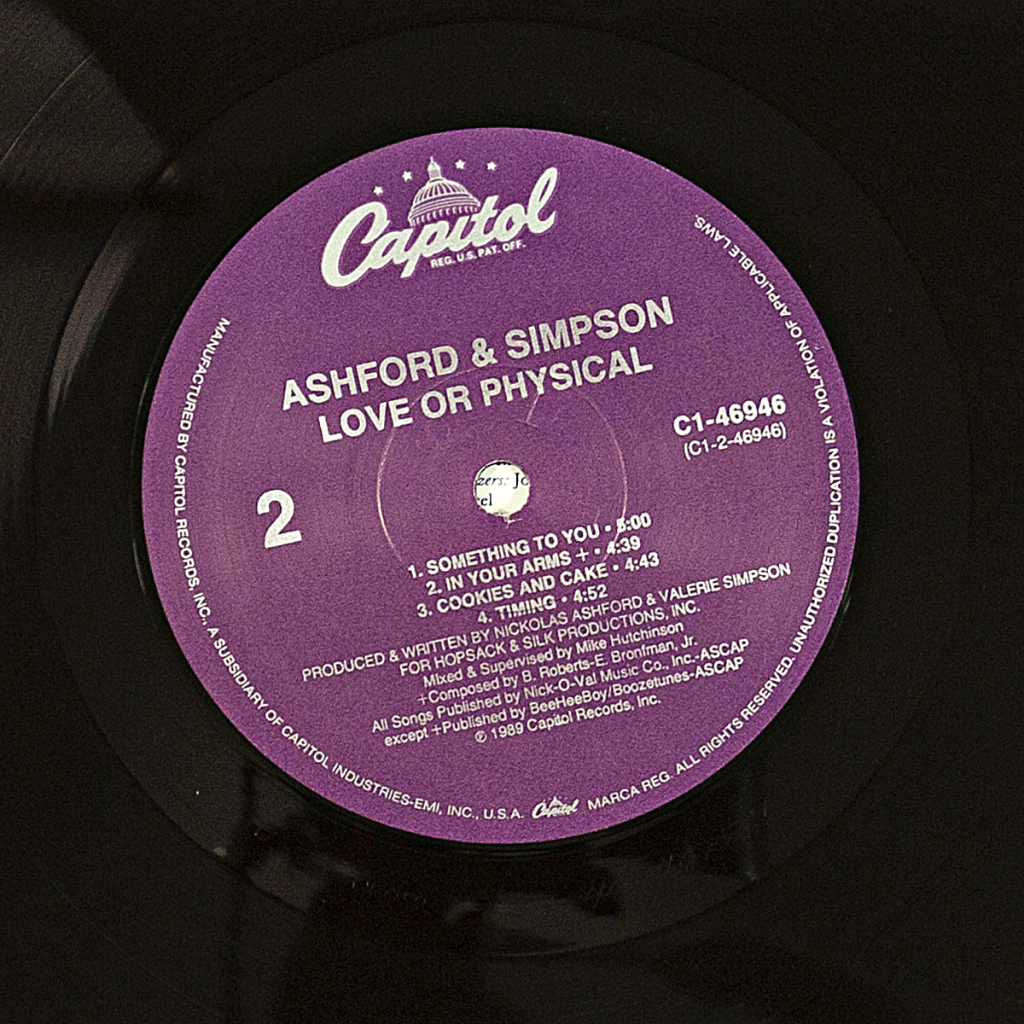 Capitol
REG. U.S. PAT. OFF.
ASHFORD & SIMPSON
LOVE OR PHYSICAL
C1-46946
(C1-2-46946)
2
zers: Jo
el
1. SOMETHING TO YOU • 5:00
2. IN YOUR ARMS + • 4:39
3. COOKIES AND CAKE • 4:43
4. TIMING • 4:52
PRODUCED & WRITTEN BY NICKOLAS ASHFORD & VALERIE SIMPSON
FOR HOPSACK & SILK PRODUCTIONS, INC.
Mixed & Supervised by Mike Hutchinson
+Composed by B. Roberts-E. Bronfman, Jr.
All Songs Published by Nick-O-Val Music Co., Inc.-ASCAP
except +Published by BeeHeeBoy/Boozetunes-ASCAP
℗ 1989 Capitol Records, Inc.
MANUFACTURED BY CAPITOL RECORDS, INC., A SUBSIDIARY OF CAPITOL INDUSTRIES-EMI, INC., U.S.A. Capitol MARCA REG. ALL RIGHTS RESERVED. UNAUTHORIZED DUPLICATION IS A VIOLATION OF APPLICABLE LAWS.